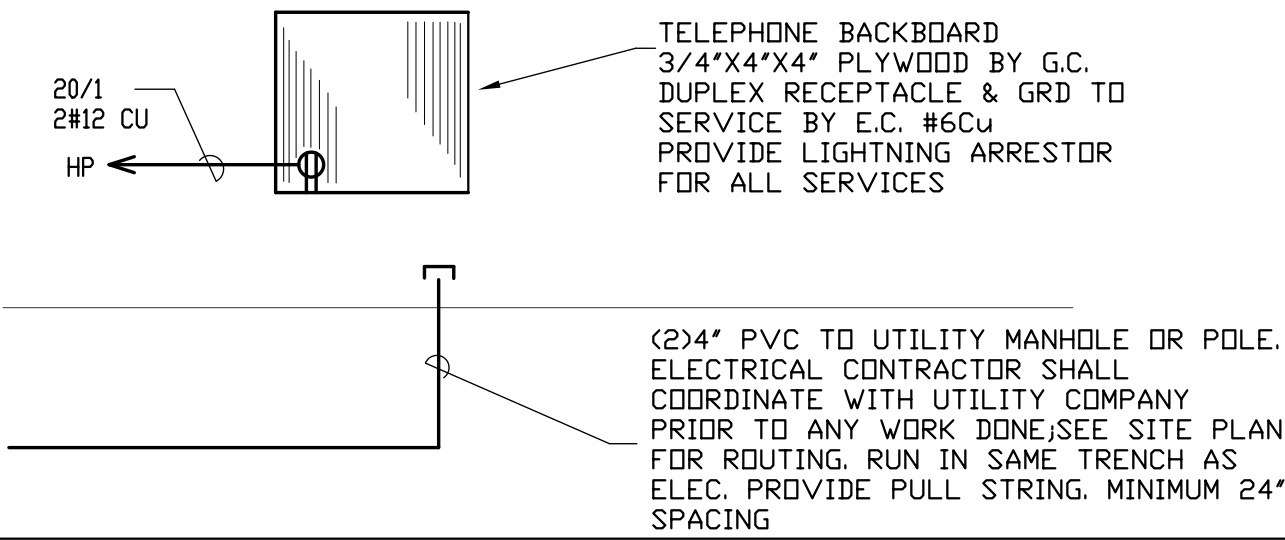 TELEPHONE BACKBOARD
3/4"X4"X4" PLYWOOD BY G.C.
DUPLEX RECEPTACLE & GRD TO
SERVICE BY E.C. #6Cu
PROVIDE LIGHTNING ARRESTOR
FOR ALL SERVICES
20/1
2#12 CU
HP
(2)4" PVC TO UTILITY MANHOLE OR POLE.
ELECTRICAL CONTRACTOR SHALL
COORDINATE WITH UTILITY COMPANY
PRIOR TO ANY WORK DONE;SEE SITE PLAN
FOR ROUTING. RUN IN SAME TRENCH AS
ELEC. PROVIDE PULL STRING. MINIMUM 24"
SPACING